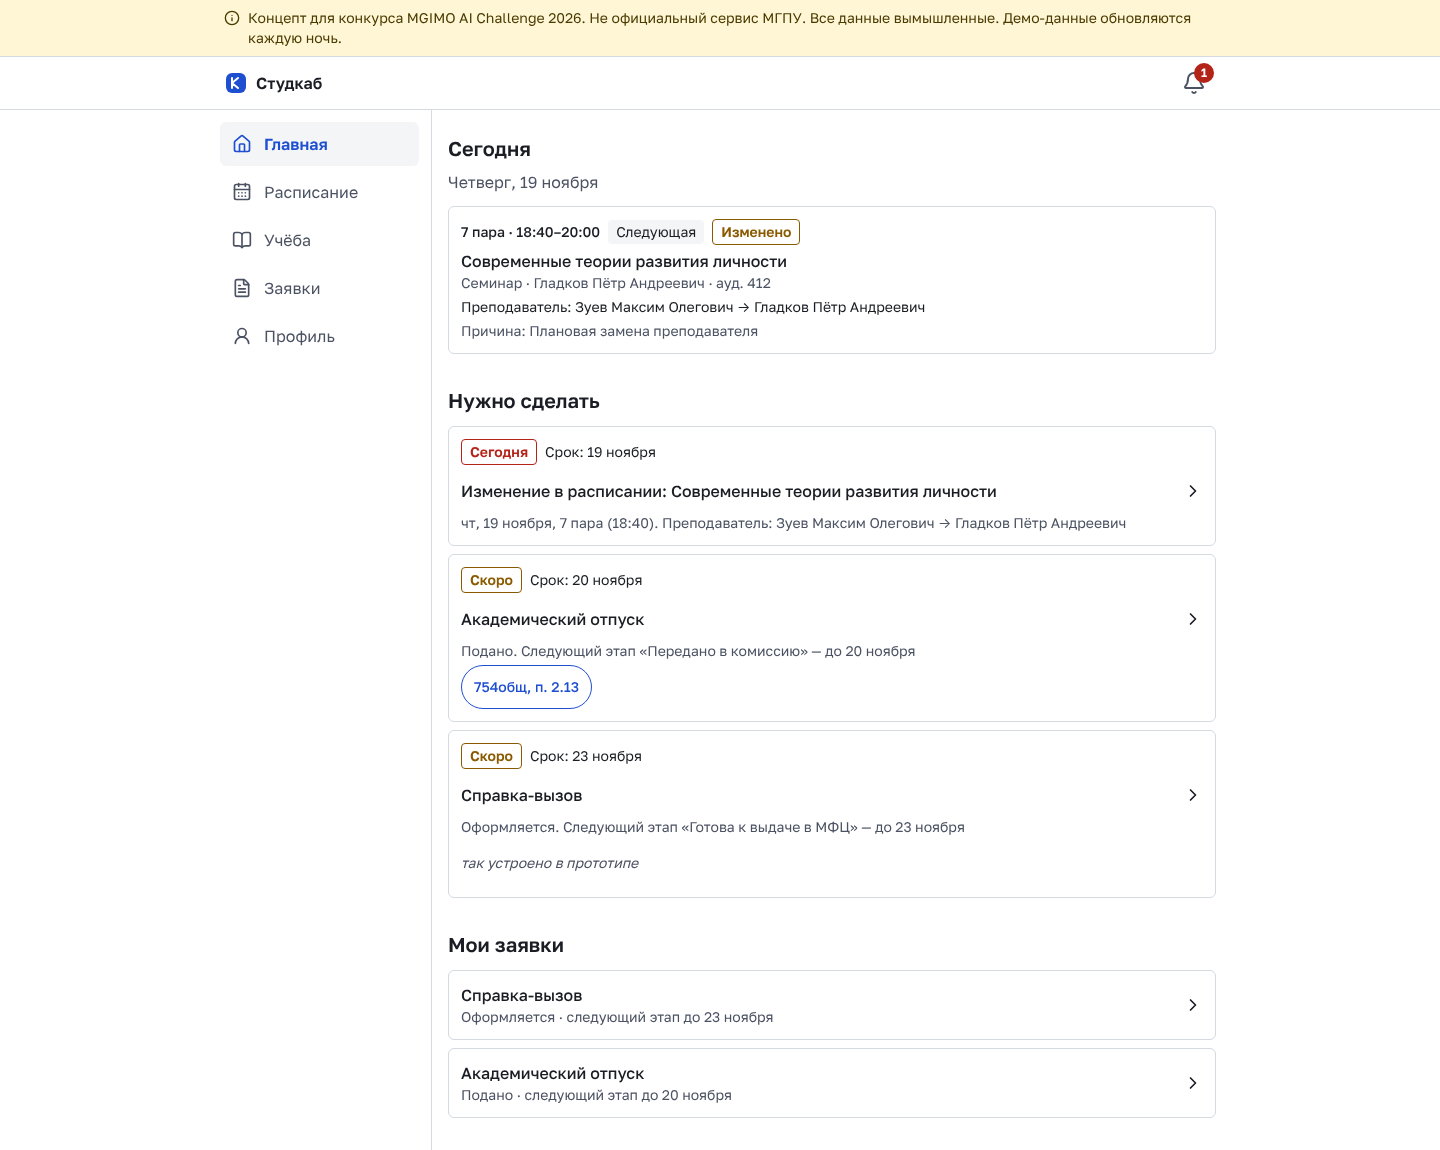 Концепт для конкурса MGIMO AI Challenge 2026. Не официальный сервис МГПУ. Все данные вымышленные. Демо-данные обновляются
каждую ночь.
Студкаб
1
Главная
Расписание
Учёба
Заявки
Профиль
Сегодня
Четверг, 19 ноября
7 пара · 18:40–20:00 Следующая Изменено
Современные теории развития личности
Семинар · Гладков Пётр Андреевич · ауд. 412
Преподаватель: Зуев Максим Олегович → Гладков Пётр Андреевич
Причина: Плановая замена преподавателя
Нужно сделать
Сегодня Срок: 19 ноября
Изменение в расписании: Современные теории развития личности
чт, 19 ноября, 7 пара (18:40). Преподаватель: Зуев Максим Олегович → Гладков Пётр Андреевич
Скоро Срок: 20 ноября
Академический отпуск
Подано. Следующий этап «Передано в комиссию» — до 20 ноября
754общ, п. 2.13
Скоро Срок: 23 ноября
Справка-вызов
Оформляется. Следующий этап «Готова к выдаче в МФЦ» — до 23 ноября
так устроено в прототипе
Мои заявки
Справка-вызов
Оформляется · следующий этап до 23 ноября
Академический отпуск
Подано · следующий этап до 20 ноября